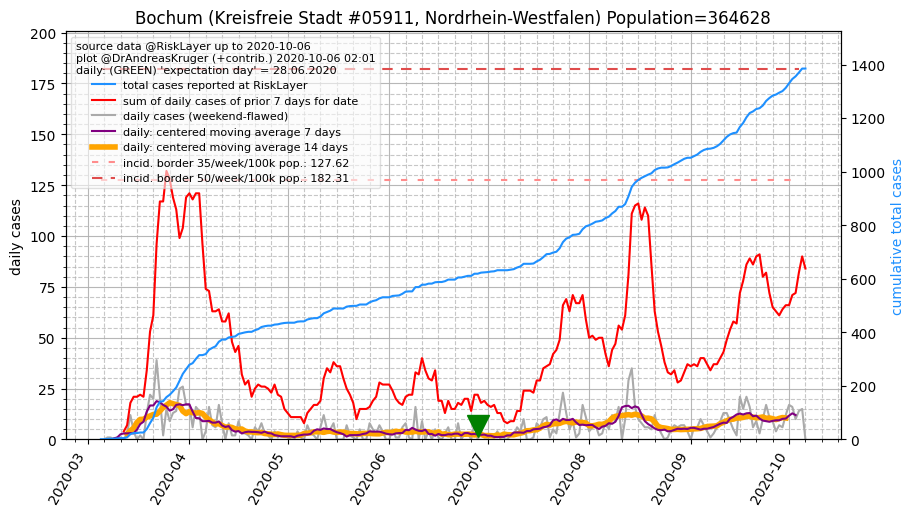 Bochum (Kreisfreie Stadt #05911, Nordrhein-Westfalen) Population=364628
source data @RiskLayer up to 2020-10-06
plot @DrAndreasKruger (+contrib.) 2020-10-06 02:01
daily: (GREEN) 'expectation day' = 28.06.2020
total cases reported at RiskLayer
sum of daily cases of prior 7 days for date
daily cases (weekend-flawed)
daily: centered moving average 7 days
daily: centered moving average 14 days
incid. border 35/week/100k pop.: 127.62
incid. border 50/week/100k pop.: 182.31
daily cases
200
175
150
125
100
75
50
25
0
cumulative total cases
1400
1200
1000
800
600
400
200
0
2020-03
2020-04
2020-05
2020-06
2020-07
2020-08
2020-09
2020-10